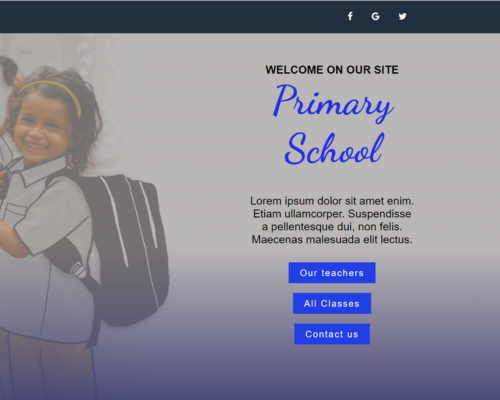 WELCOME ON OUR SITE
Primary
School
Lorem ipsum dolor sit amet enim.
Etiam ullamcorper. Suspendisse
a pellentesque dui, non felis.
Maecenas malesuada elit lectus.
Our teachers
All Classes
Contact us